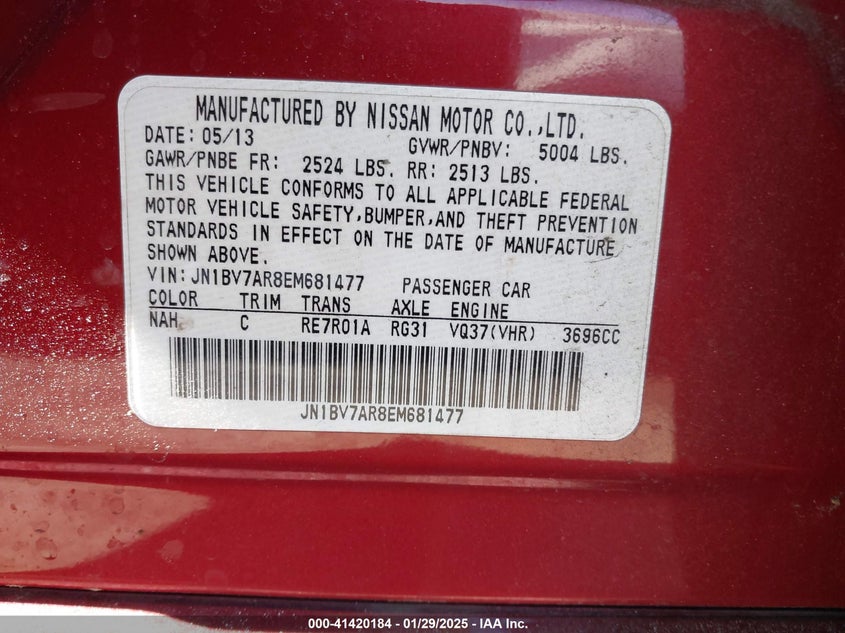 MANUFACTURED BY NISSAN MOTOR CO.,LTD.
DATE: 05/13 GVWR/PNBV: 5004 LBS.
GAWR/PNBE FR: 2524 LBS. RR: 2513 LBS.
THIS VEHICLE CONFORMS TO ALL APPLICABLE FEDERAL
MOTOR VEHICLE SAFETY,BUMPER,AND THEFT PREVENTION
STANDARDS IN EFFECT ON THE DATE OF MANUFACTURE
SHOWN ABOVE.
VIN:JN1BV7AR8EM681477 PASSENGER CAR
COLOR TRIM TRANS AXLE ENGINE
NAH C RE7R01A RG31 VQ37(VHR) 3696CC
JN1BV7AR8EM681477
000-41420184 - 01/29/2025 - IAA Inc.